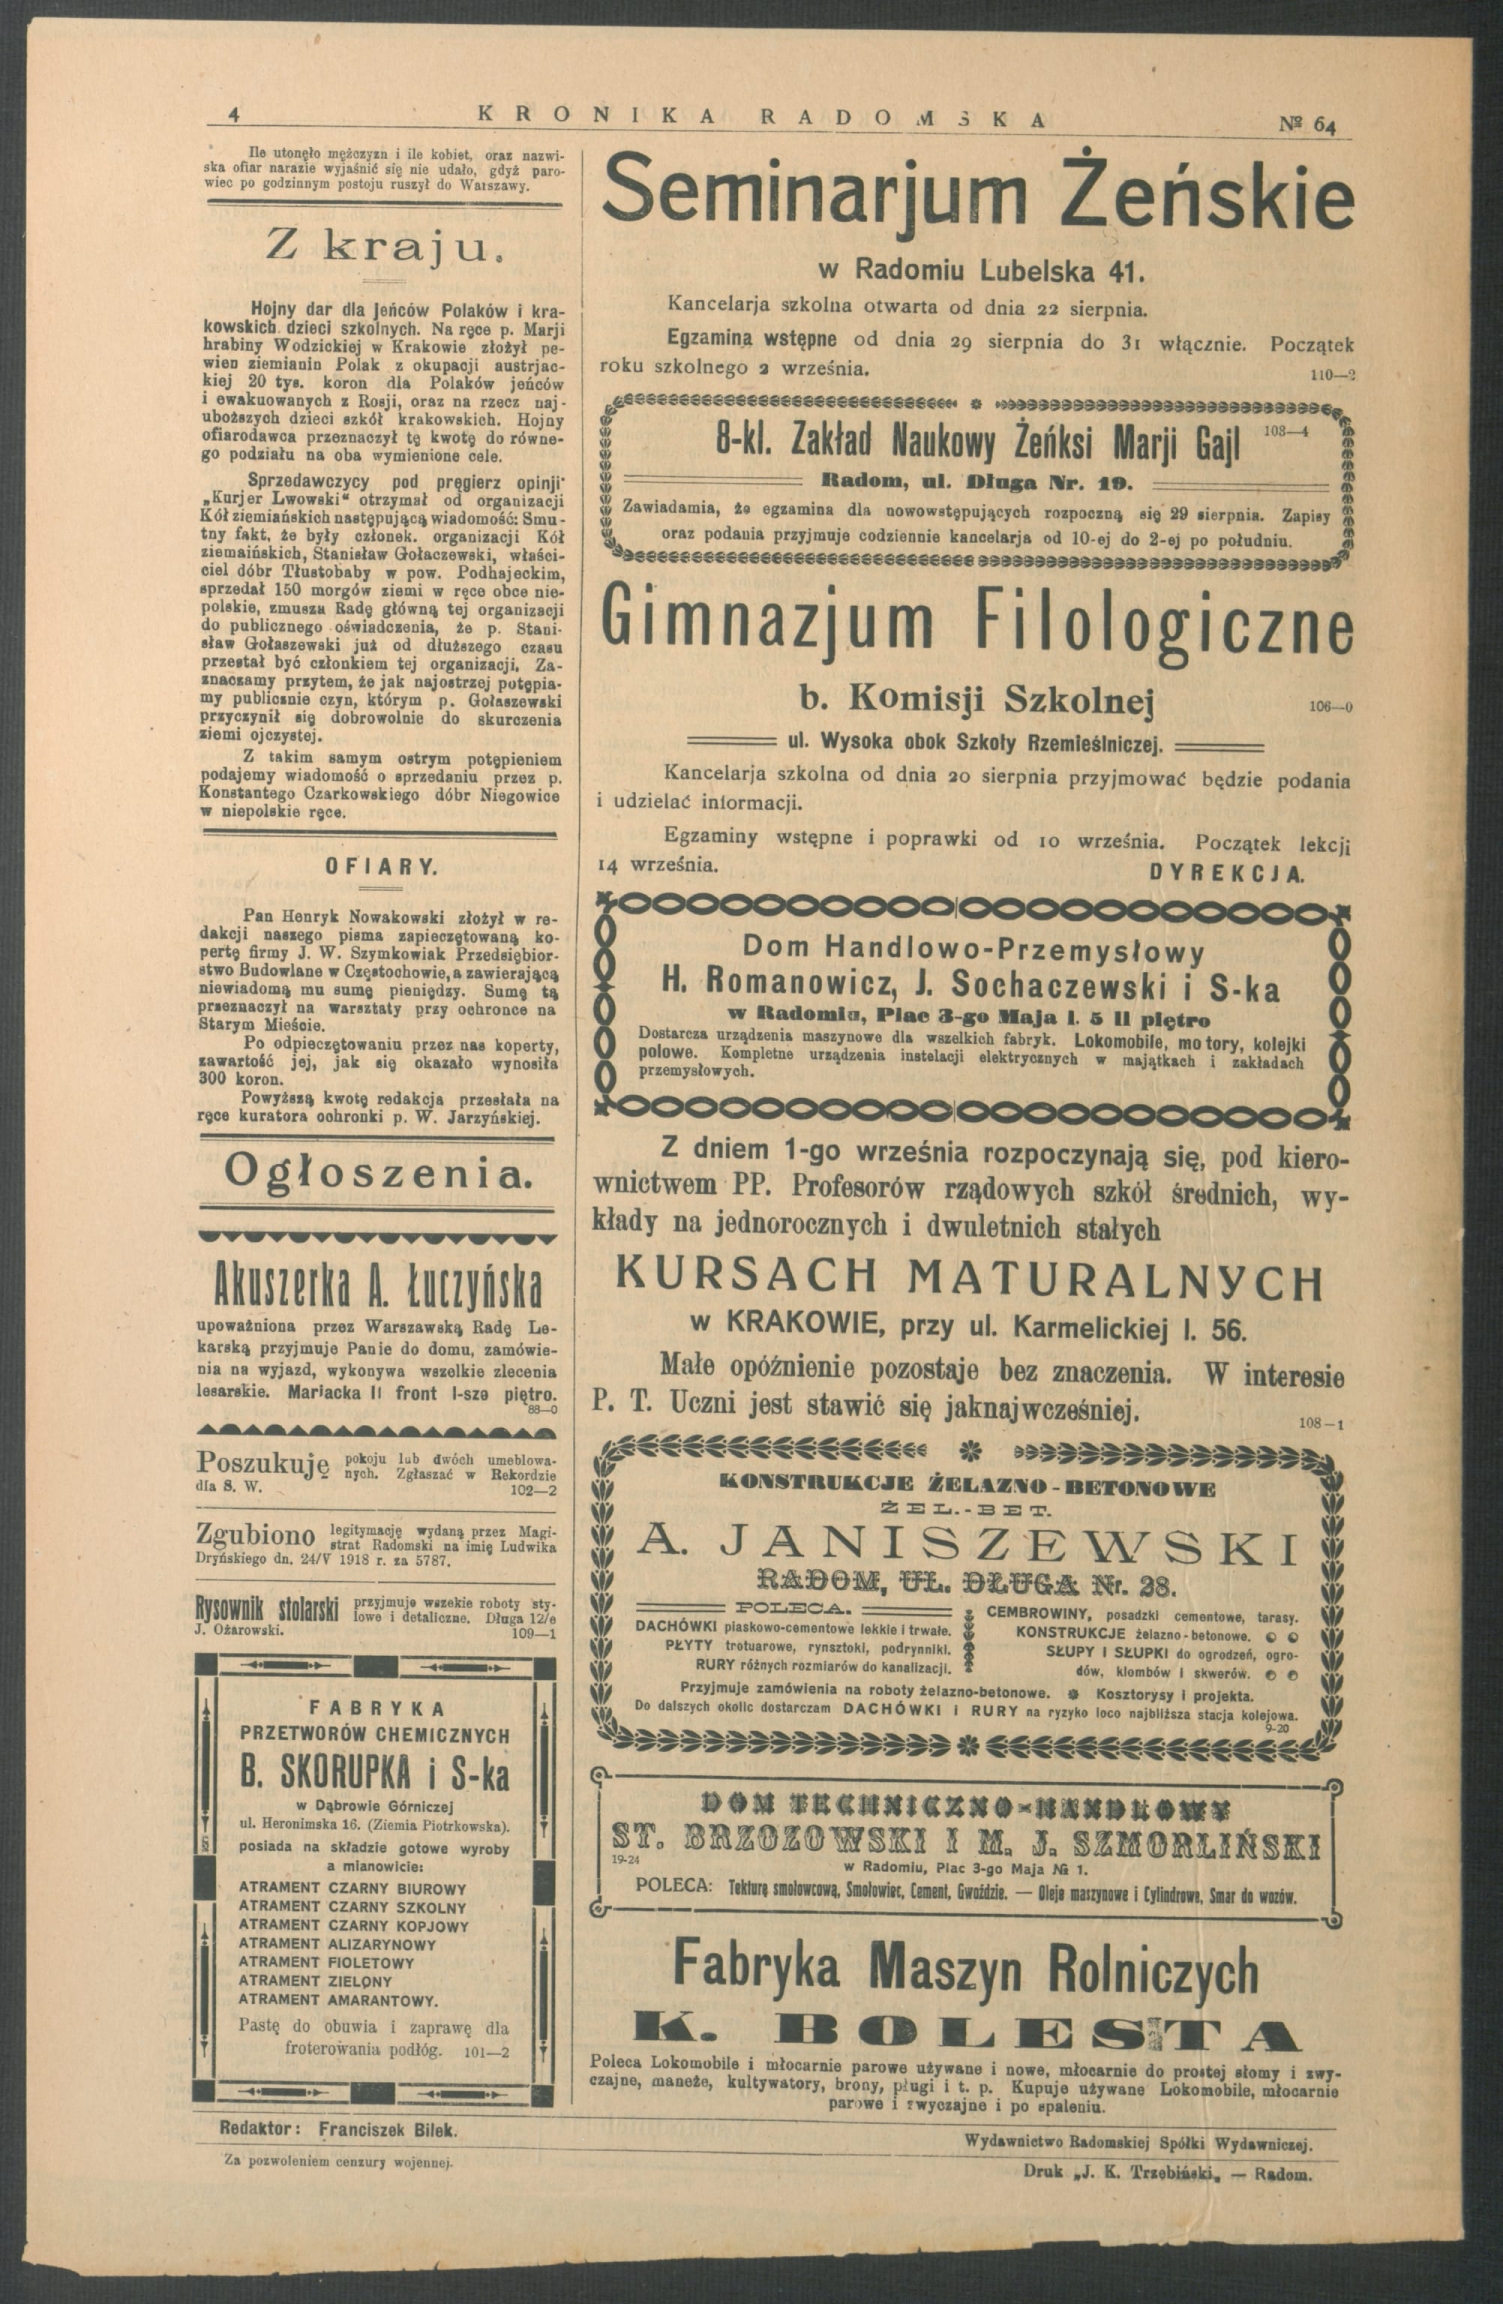 4
KRONIKA RADOMSKA
№ 64
Ile utonęło mężczyzn i ile kobiet, oraz nazwi-
ska ofiar narazie wyjaśnić się nie udało, gdyż paro-
wiec po godzinnym postoju ruszył do Warszawy.
Z kraju.
Hojny dar dla jeńców Polaków i kra-
kowskich dzieci szkolnych. Na ręce p. Marji
hrabiny Wodzickiej w Krakowie złożył pe-
wien ziemianin Polak z okupacji austrjac-
kiej 20 tys. koron dla Polaków jeńców
i ewakuowanych z Rosji, oraz na rzecz naj-
uboższych dzieci szkół krakowskich. Hojny
ofiarodawca przeznaczył tę kwotę do równe-
go podziału na oba wymienione cele.
Sprzedawczycy pod pręgierz opinji
„Kurjer Lwowski" otrzymał od organizacji
Kół ziemiańskich następującą wiadomość: Smu-
tny fakt, że były członek. organizacji Kół
ziemaińskich, Stanisław Gołaczewski, właści-
ciel dóbr Tłustobaby w pow. Podhajeckim,
sprzedał 150 morgów ziemi w ręce obce nie-
polskie, zmusza Radę główną tej organizacji
do publicznego oświadczenia, że p. Stani-
sław Gołaszewski już od dłuższego czasu
przestał być członkiem tej organizacji. Za-
znaczamy przytem, że jak najostrzej potępia-
my publicznie czyn, którym p. Gołaszewski
przyczynił się dobrowolnie do skurczenia
ziemi ojczystej.
Z takim samym ostrym potępieniem
podajemy wiadomość o sprzedaniu przez p.
Konstantego Czarkowskiego dóbr Niegowice
w niepolskie ręce.
OFIARY.
Pan Henryk Nowakowski złożył w re-
dakcji naszego pisma zapieczętowaną ko-
pertę firmy J. W. Szymkowiak Przedsiębior-
stwo Budowlane w Częstochowie, a zawierającą
niewiadomą mu sumę pieniędzy. Sumę tą
przeznaczył na warsztaty przy ochronce na
Starym Mieście.
Po odpieczętowaniu przez nas koperty,
zawartość jej, jak się okazało wynosiła
300 koron.
Powyższą kwotę redakcja przesłała na
ręce kuratora ochronki p. W. Jarzyńskiej.
Ogłoszenia.
Akuszerka A. Łuczyńska
upoważniona przez Warszawską Radę Le-
karską przyjmuje Panie do domu, zamówie-
nia na wyjazd, wykonywa wszelkie zlecenia
lesarskie. Marlacka II front I-sze piętro.
88—0
Poszukuję pokoju lub dwóch umeblowa-
nych. Zgłaszać w Rekordzie
dla S. W. 102—2
Zgubiono legitymację wydaną przez Magi-
strat Radomski na imię Ludwika
Dryńskiego dn. 24/V 1918 r. za 5787.
Rysownik stolarski przyjmuje wszekie roboty sty-
lowe i detaliczne. Długa 12/e
J. Ożarowski. 109—1
FABRYKA
PRZETWORÓW CHEMICZNYCH
B. SKORUPKA i S-ka
w Dąbrowie Górniczej
ul. Heronimska 16. (Ziemia Piotrkowska).
posiada na składzie gotowe wyroby
a mianowicie:
ATRAMENT CZARNY BIUROWY
ATRAMENT CZARNY SZKOLNY
ATRAMENT CZARNY KOPJOWY
ATRAMENT ALIZARYNOWY
ATRAMENT FIOLETOWY
ATRAMENT ZIELONY
ATRAMENT AMARANTOWY.
Pastę do obuwia i zaprawę dla
froterowania podłóg. 101—2
Seminarjum Żeńskie
w Radomiu Lubelska 41.
Kancelarja szkolna otwarta od dnia 22 sierpnia.
Egzamina wstępne od dnia 29 sierpnia do 31 włącznie. Początek
roku szkolnego 2 września.
110—2
8-kl. Zakład Naukowy Żeńksi Marji Gajl 103—4
Radom, ul. Długa Nr. 19.
Zawiadamia, że egzamina dla nowowstępujących rozpoczną się 29 sierpnia. Zapisy
oraz podania przyjmuje codziennie kancelarja od 10-ej do 2-ej po południu.
Gimnazjum Filologiczne
b. Komisji Szkolnej 106—0
ul. Wysoka obok Szkoły Rzemieślniczej.
Kancelarja szkolna od dnia 20 sierpnia przyjmować będzie podania
i udzielać informacji.
Egzaminy wstępne i poprawki od 10 września. Początek lekcji
14 września.
DYREKCJA.
Dom Handlowo-Przemysłowy
H. Romanowicz, J. Sochaczewski i S-ka
w Radomiu, Plac 3-go Maja l. 5 II piętro
Dostarcza urządzenia maszynowe dla wszelkich fabryk. Lokomobile, motory, kolejki
polowe. Kompletne urządzenia instelacji elektrycznych w majątkach i zakładach
przemysłowych.
Z dniem 1-go września rozpoczynają się, pod kiero-
wnictwem PP. Profesorów rządowych szkół średnich, wy-
kłady na jednorocznych i dwuletnich stałych
KURSACH MATURALNYCH
w KRAKOWIE, przy ul. Karmelickiej l. 56.
Małe opóźnienie pozostaje bez znaczenia. W interesie
P. T. Uczni jest stawić się jaknajwcześniej.
108—1
KONSTRUKCJE ŻELAZNO-BETONOWE
ŻEL.-BET.
A. JANISZEWSKI
RADOM, UL. DŁUGA Nr. 28.
POLECA.
DACHÓWKI piaskowo-cementowe lekkie i trwałe.
PŁYTY trotuarowe, rynsztoki, podrynniki.
RURY różnych rozmiarów do kanalizacji.
CEMBROWINY, posadzki cementowe, tarasy.
KONSTRUKCJE żelazno-betonowe.
SŁUPY I SŁUPKI do ogrodzeń, ogro-
dów, klombów i skwerów.
Przyjmuje zamówienia na roboty żelazno-betonowe. Kosztorysy i projekta.
Do dalszych okolic dostarczam DACHÓWKI i RURY na ryzyko loco najbliższa stacja kolejowa.
9-20
DOM TECHNICZNO-HANDLOWY
ST. BRZOZOWSKI I M. J. SZMORLIŃSKI
19-24
w Radomiu, Plac 3-go Maja № 1.
POLECA: Tekturę smołowcową, Smołowiec, Cement, Gwoździe. — Oleje maszynowe i Cylindrowe, Smar do wozów.
Fabryka Maszyn Rolniczych
K. BOLESTA
Poleca Lokomobile i młocarnie parowe używane i nowe, młocarnie do prostej słomy i zwy-
czajne, maneże, kultywatory, brony, pługi i t. p. Kupuje używane Lokomobile, młocarnie
parowe i zwyczajne i po spaleniu.
Redaktor: Franciszek Bilek.
Wydawnictwo Radomskiej Spółki Wydawniczej.
Za pozwoleniem cenzury wojennej.
Druk „J. K. Trzebiński„ — Radom.